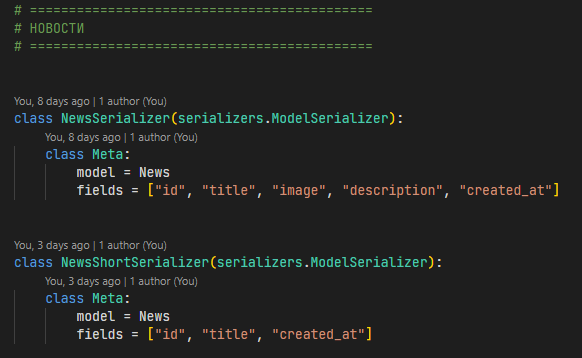 # ============================================
# НОВОСТИ
# ============================================
You, 8 days ago | 1 author (You)
class NewsSerializer(serializers.ModelSerializer):
You, 8 days ago | 1 author (You)
class Meta:
model = News
fields = ["id", "title", "image", "description", "created_at"]
You, 3 days ago | 1 author (You)
class NewsShortSerializer(serializers.ModelSerializer):
You, 3 days ago | 1 author (You)
class Meta:
model = News
fields = ["id", "title", "created_at"]